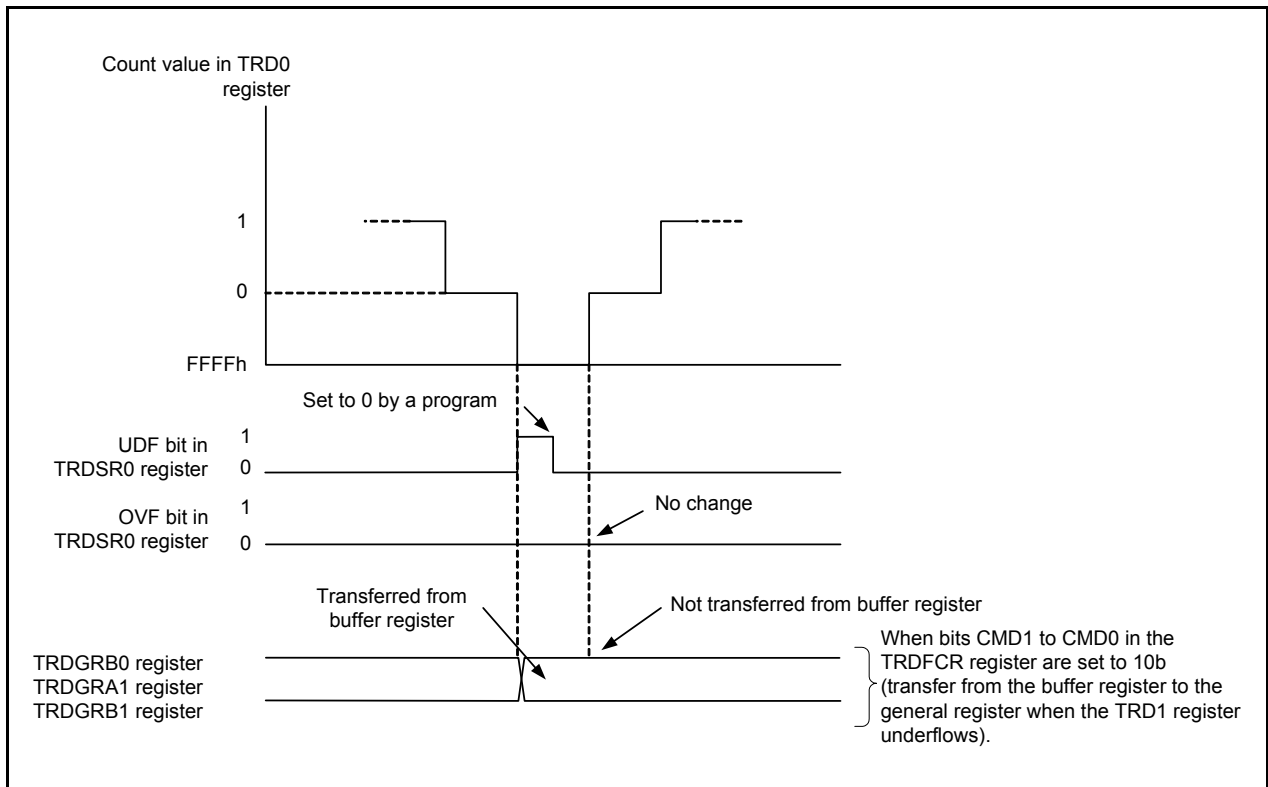 Count value in TRD0
register
1
0
FFFFh
Set to 0 by a program
UDF bit in
TRDSR0 register
1
0
No change
OVF bit in
TRDSR0 register
1
0
Transferred from
buffer register
Not transferred from buffer register
TRDGRB0 register
TRDGRA1 register
TRDGRB1 register
When bits CMD1 to CMD0 in the
TRDFCR register are set to 10b
(transfer from the buffer register to the
general register when the TRD1 register
underflows).